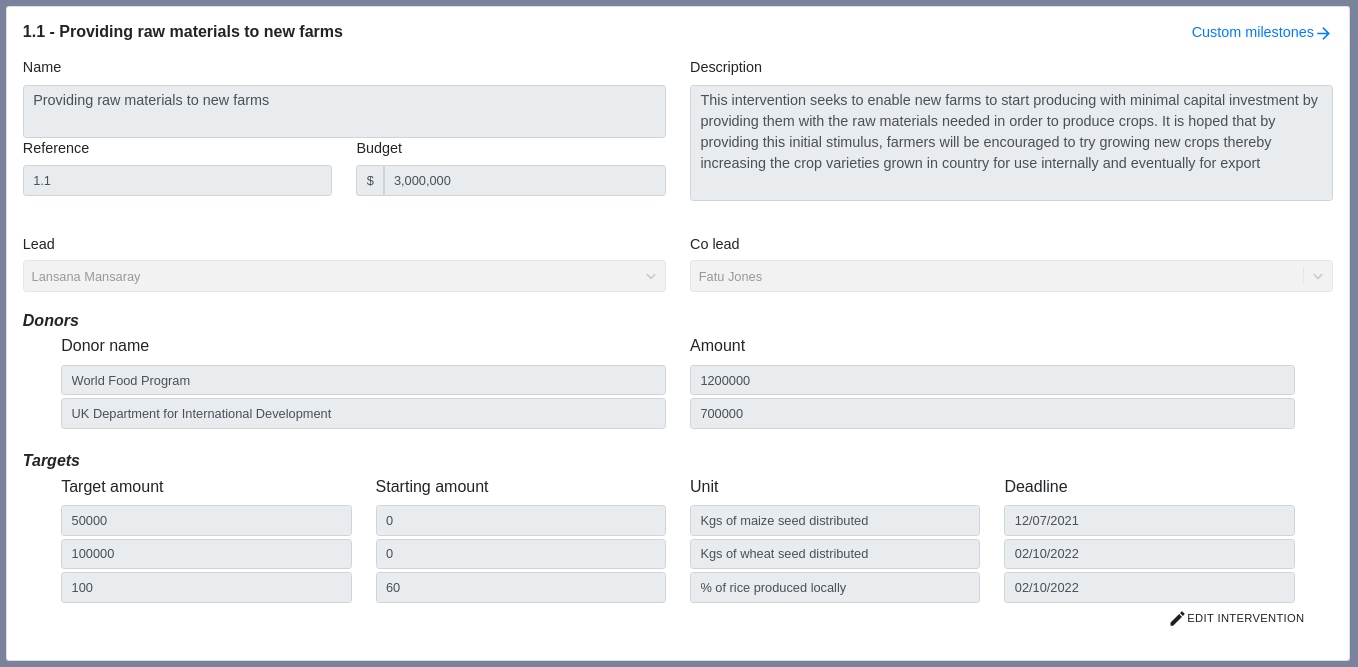 1.1 - Providing raw materials to new farms
Custom milestones
Name
Providing raw materials to new farms
Description
This intervention seeks to enable new farms to start producing with minimal capital investment by
providing them with the raw materials needed in order to produce crops. It is hoped that by
providing this initial stimulus, farmers will be encouraged to try growing new crops thereby
increasing the crop varieties grown in country for use internally and eventually for export
Reference
1.1
Budget
$ 3,000,000
Lead
Lansana Mansaray
Co lead
Fatu Jones
Donors
Donor name Amount
World Food Program 1200000
UK Department for International Development 700000
Targets
Target amount Starting amount Unit Deadline
50000 0 Kgs of maize seed distributed 12/07/2021
100000 0 Kgs of wheat seed distributed 02/10/2022
100 60 % of rice produced locally 02/10/2022
EDIT INTERVENTION